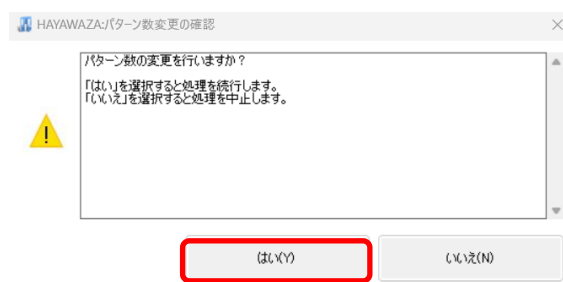 HAYAWAZA:パターン数変更の確認
パターン数の変更を行いますか？
「はい」を選択すると処理を続行します。
「いいえ」を選択すると処理を中止します。
はい(Y)
いいえ(N)